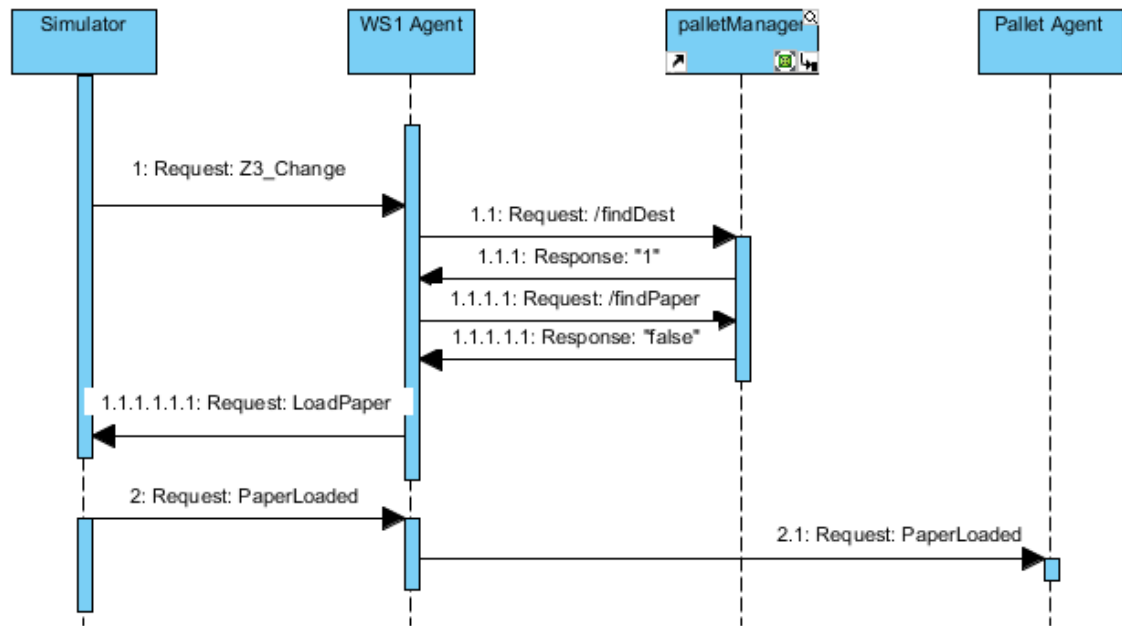 Simulator
WS1 Agent
palletManager
Pallet Agent
1: Request: Z3_Change
1.1: Request: /findDest
1.1.1: Response: "1"
1.1.1.1: Request: /findPaper
1.1.1.1.1: Response: "false"
1.1.1.1.1.1: Request: LoadPaper
2: Request: PaperLoaded
2.1: Request: PaperLoaded